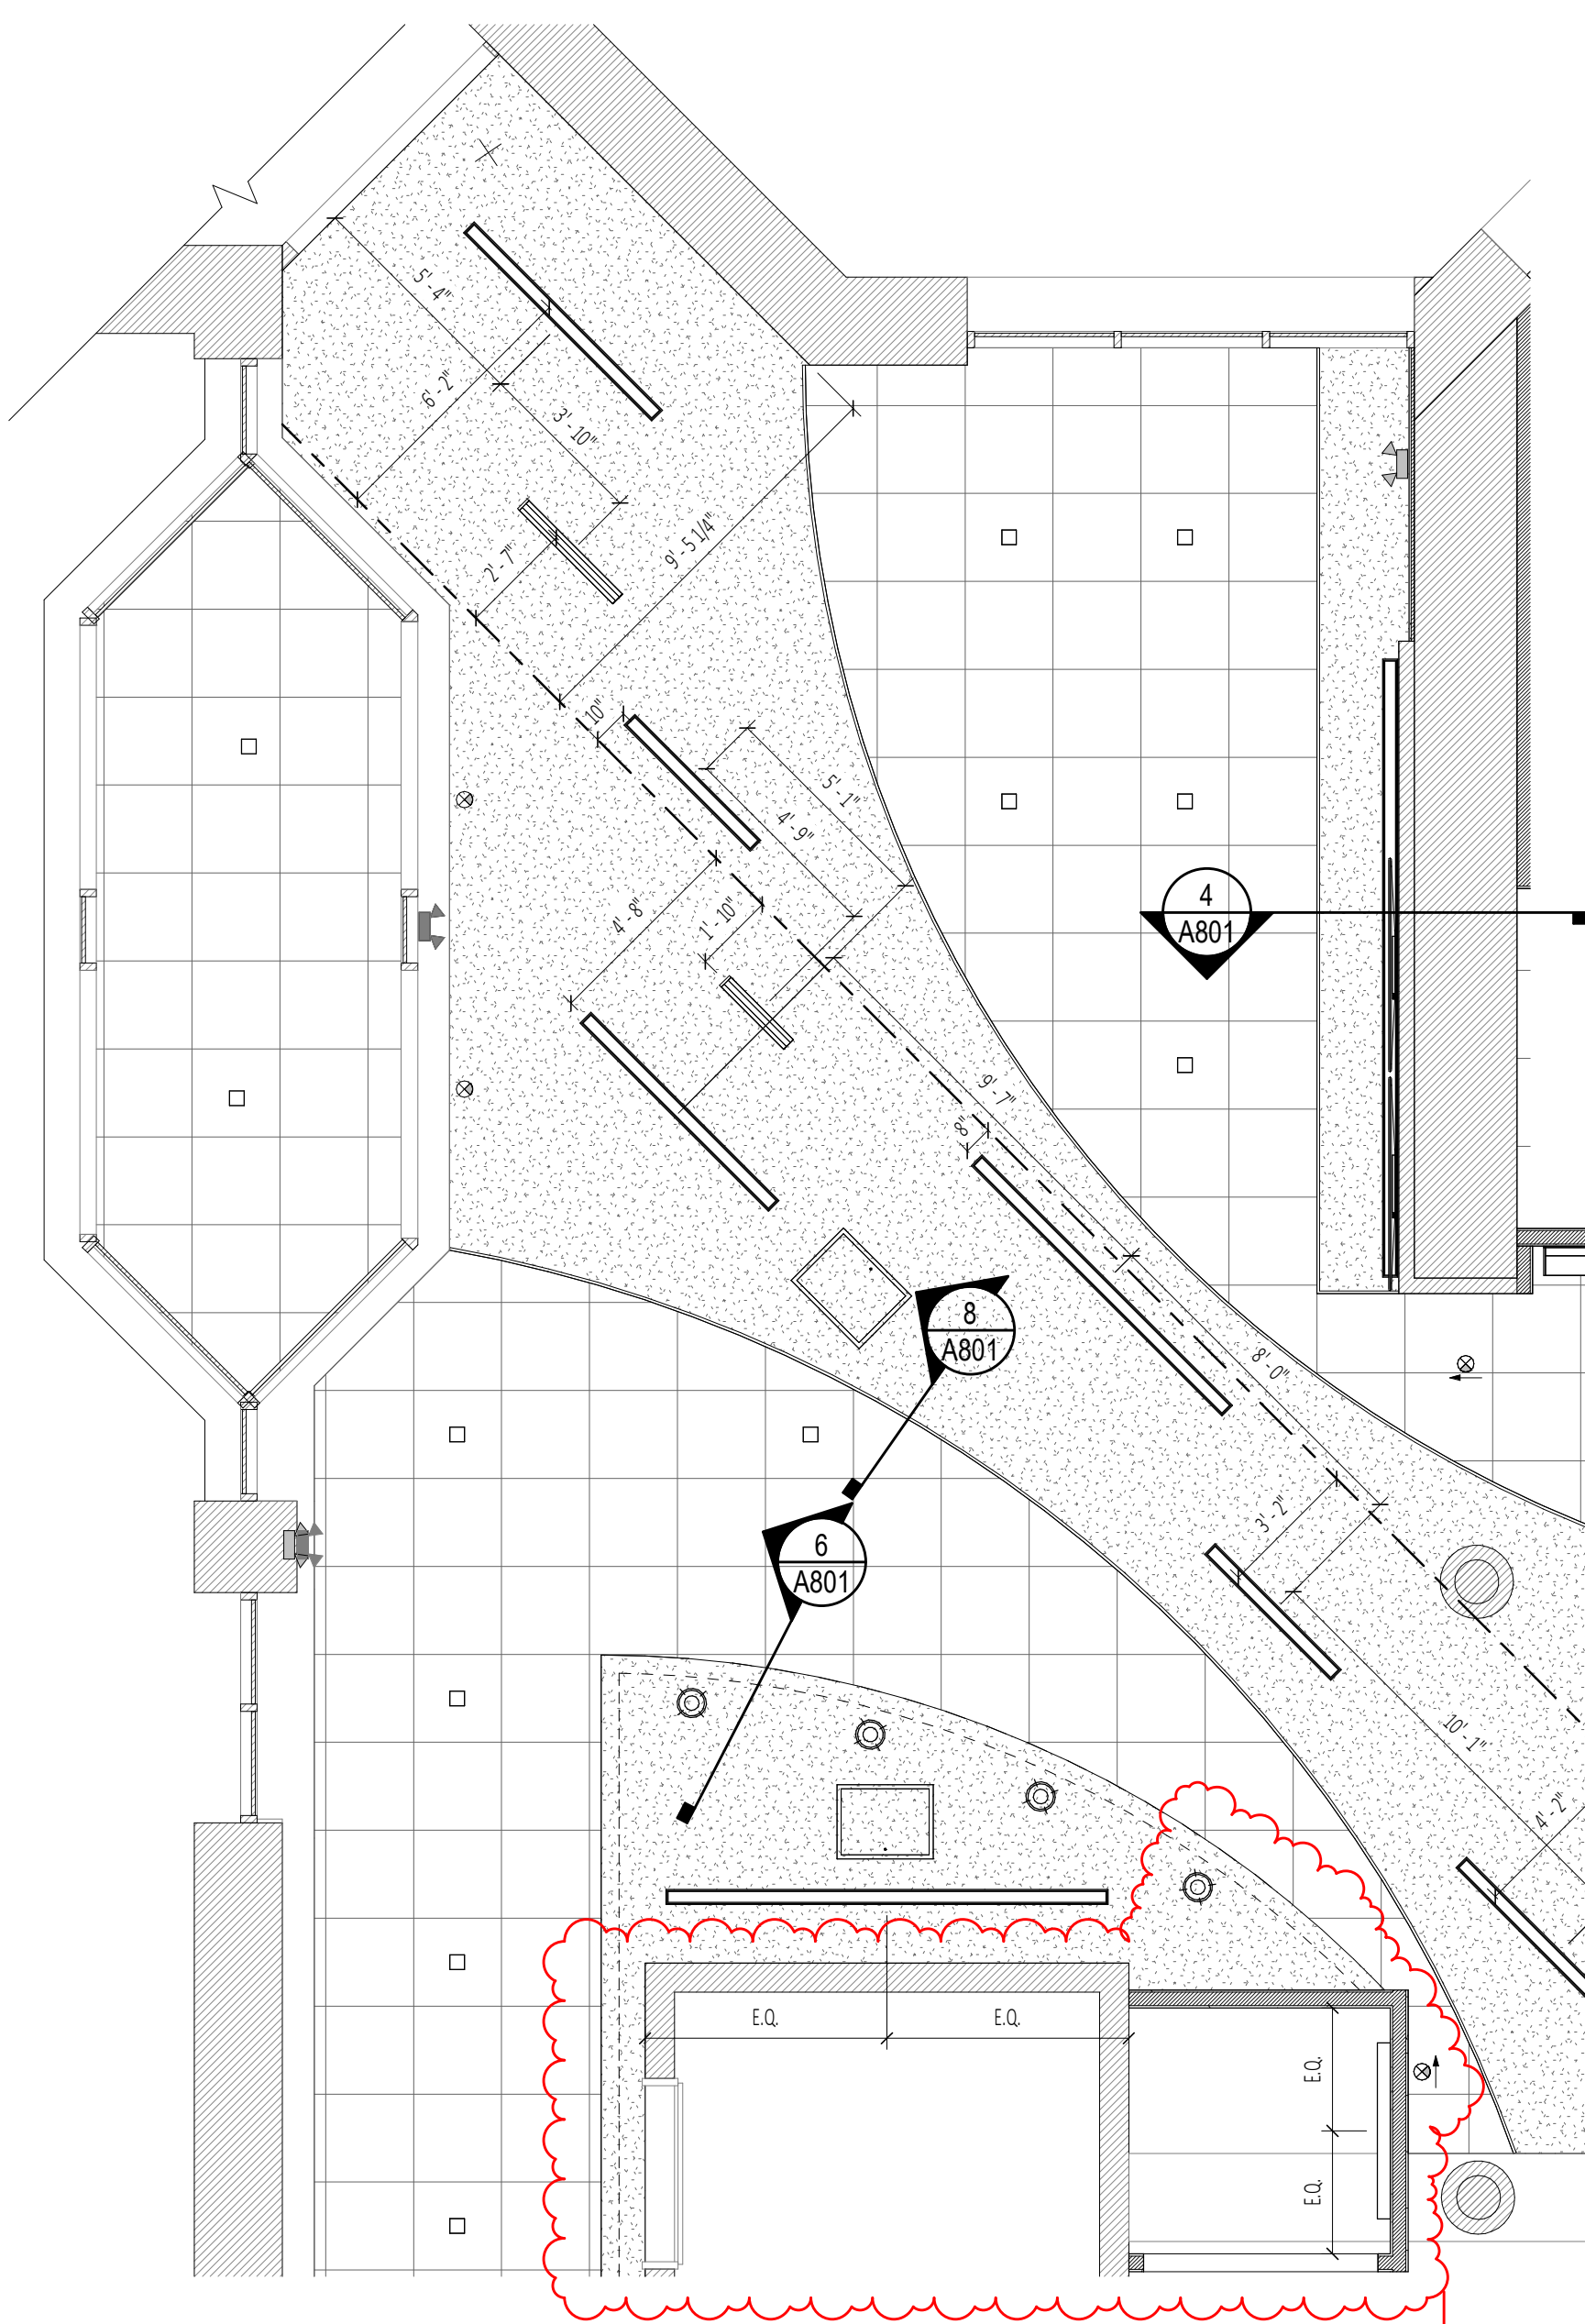 5' - 4"
6' - 2"
3' - 10"
9' - 5 1/4"
2' - 7"
10"
5' - 1"
4' - 9"
4
A801
4' - 8"
1' - 10"
9' - 7"
8"
8
A801
8' - 0"
3' - 2"
6
A801
10' - 1"
4' - 2"
E.Q.
E.Q.
E.Q.
E.Q.